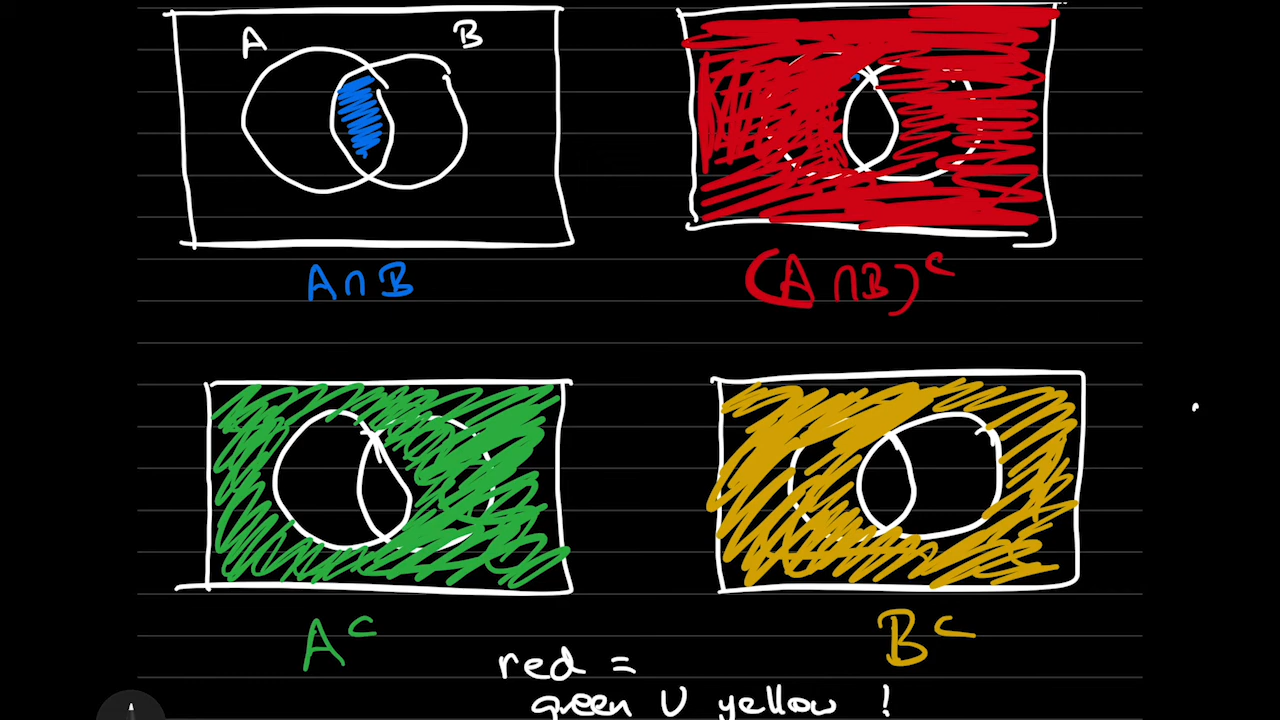 A B
A∩B
(A∩B)ᶜ
Aᶜ
Bᶜ
red =
green ∪ yellow !